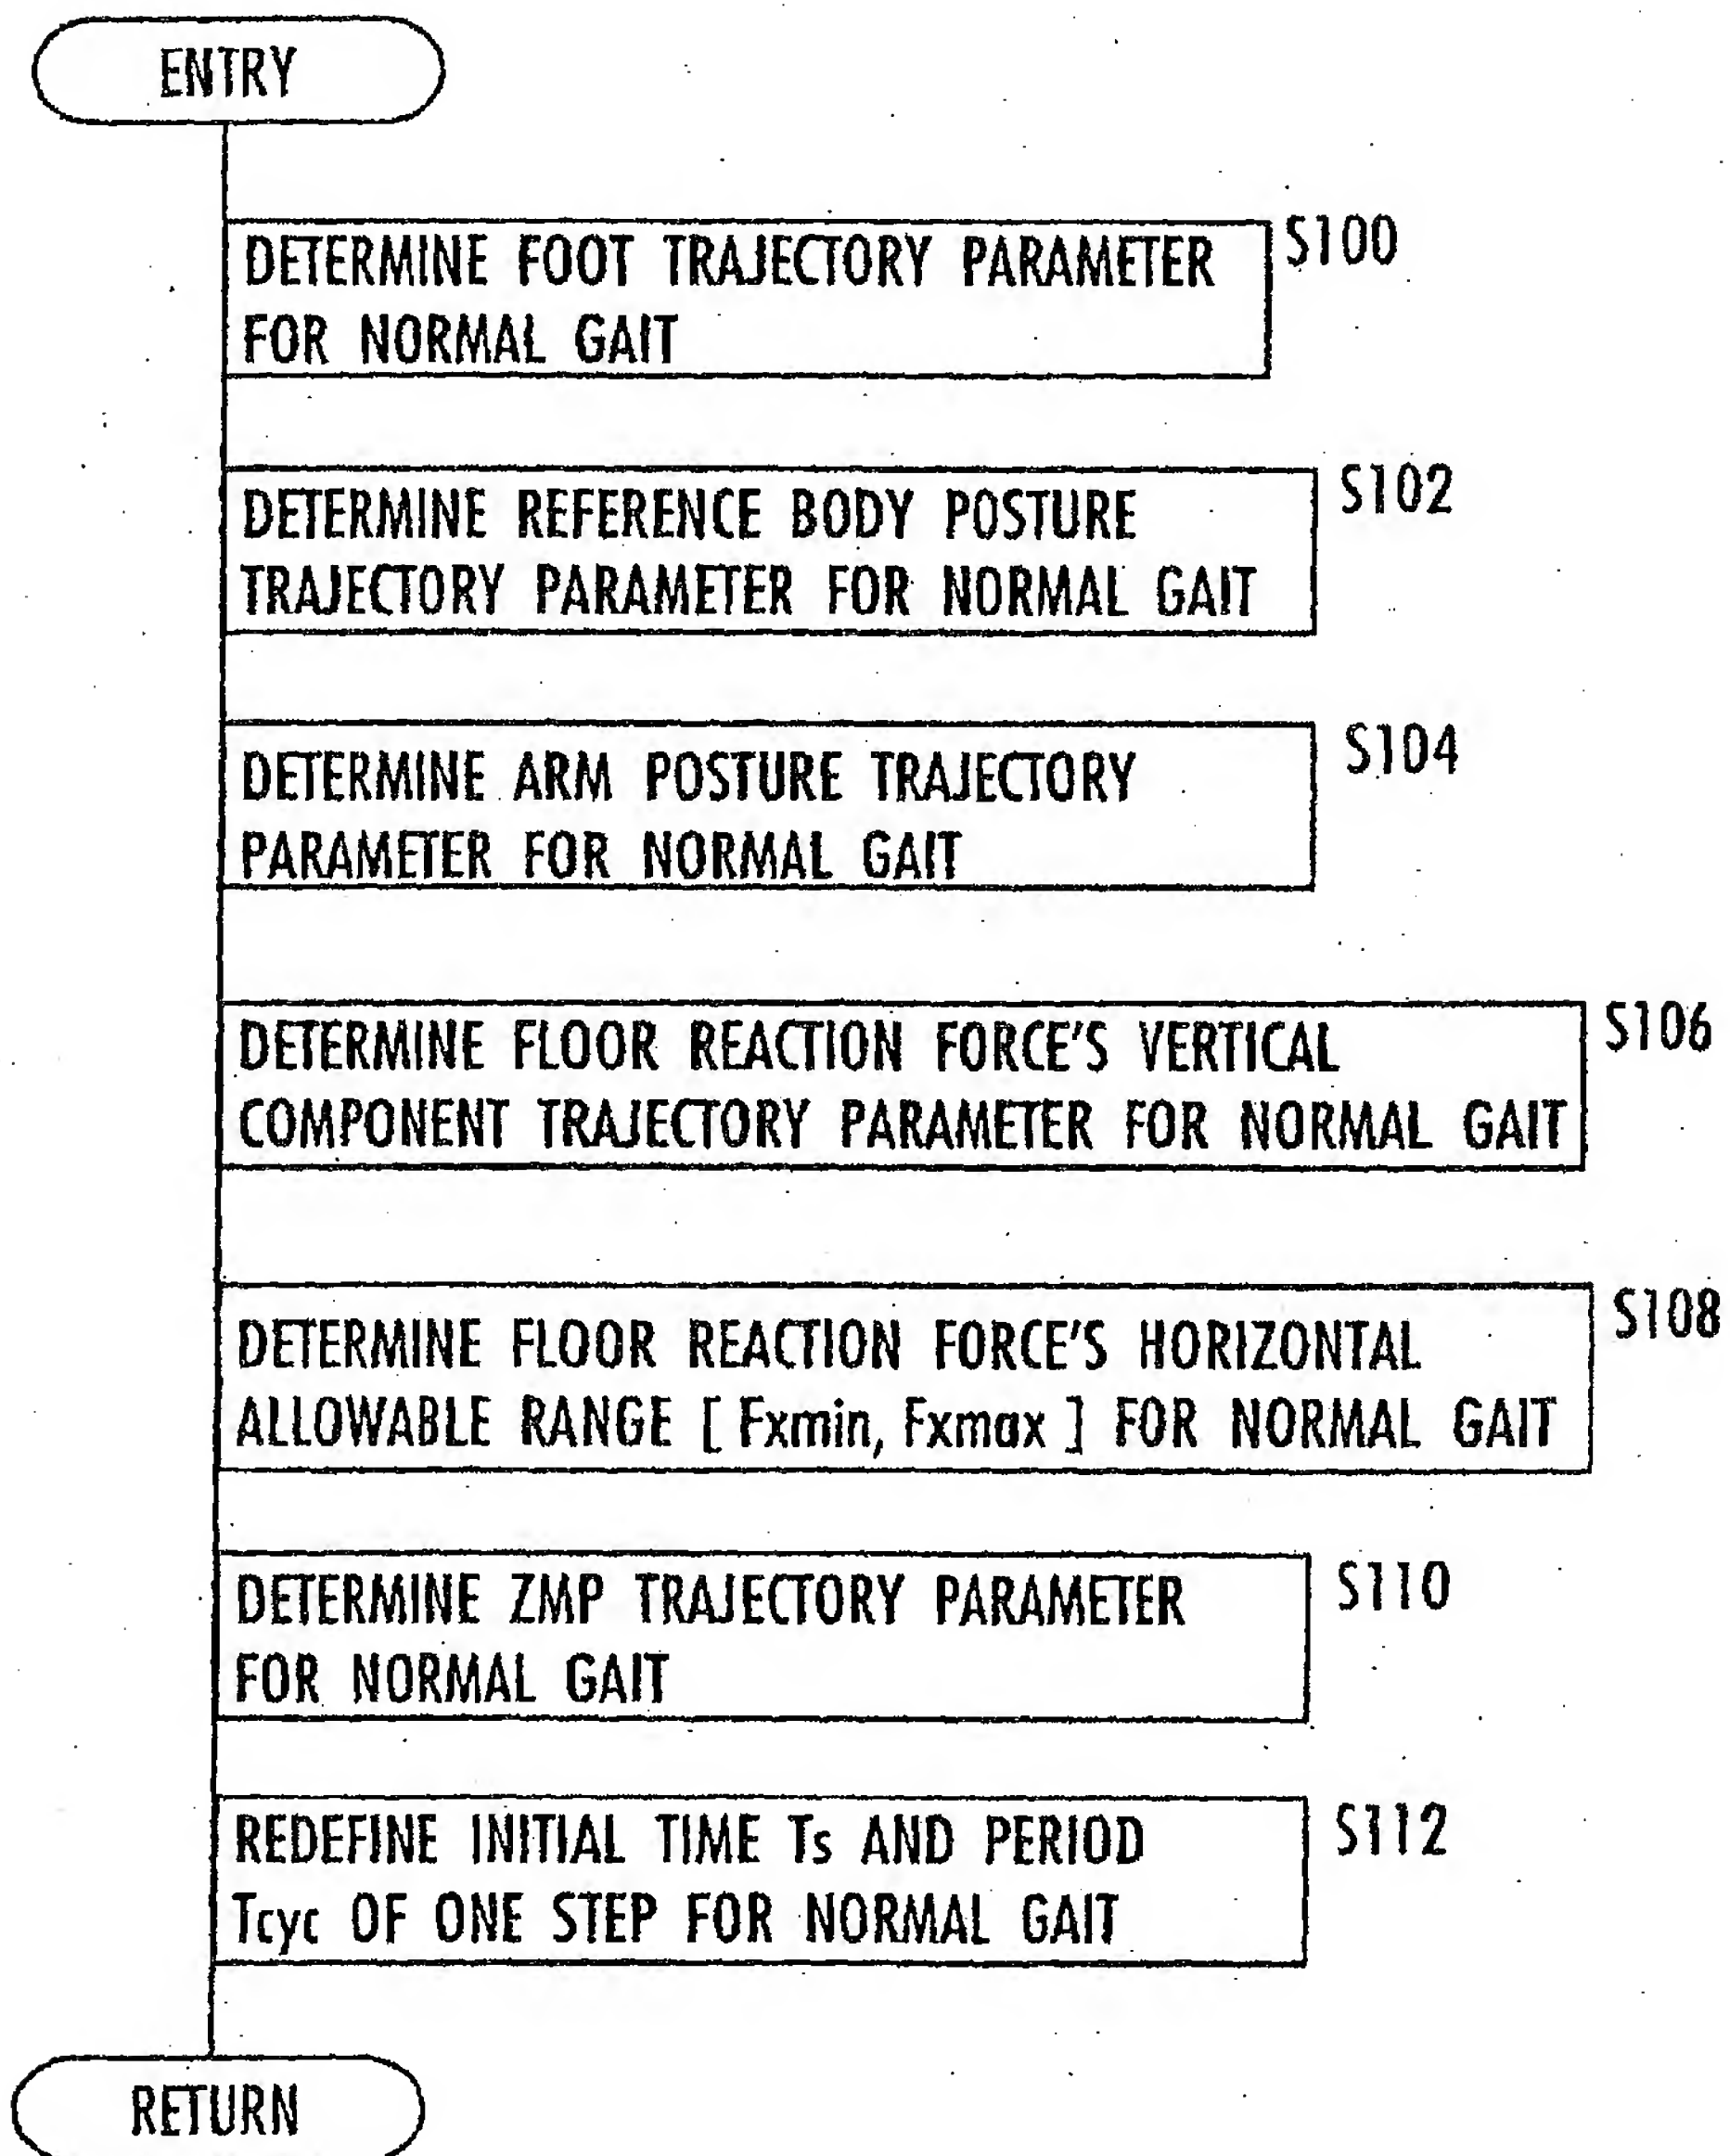 ENTRY
DETERMINE FOOT TRAJECTORY PARAMETER
FOR NORMAL GAIT
S100
DETERMINE REFERENCE BODY POSTURE
TRAJECTORY PARAMETER FOR NORMAL GAIT
S102
DETERMINE ARM POSTURE TRAJECTORY
PARAMETER FOR NORMAL GAIT
S104
DETERMINE FLOOR REACTION FORCE'S VERTICAL
COMPONENT TRAJECTORY PARAMETER FOR NORMAL GAIT
S106
DETERMINE FLOOR REACTION FORCE'S HORIZONTAL
ALLOWABLE RANGE [ Fxmin, Fxmax ] FOR NORMAL GAIT
S108
DETERMINE ZMP TRAJECTORY PARAMETER
FOR NORMAL GAIT
S110
REDEFINE INITIAL TIME Ts AND PERIOD
Tcyc OF ONE STEP FOR NORMAL GAIT
S112
RETURN